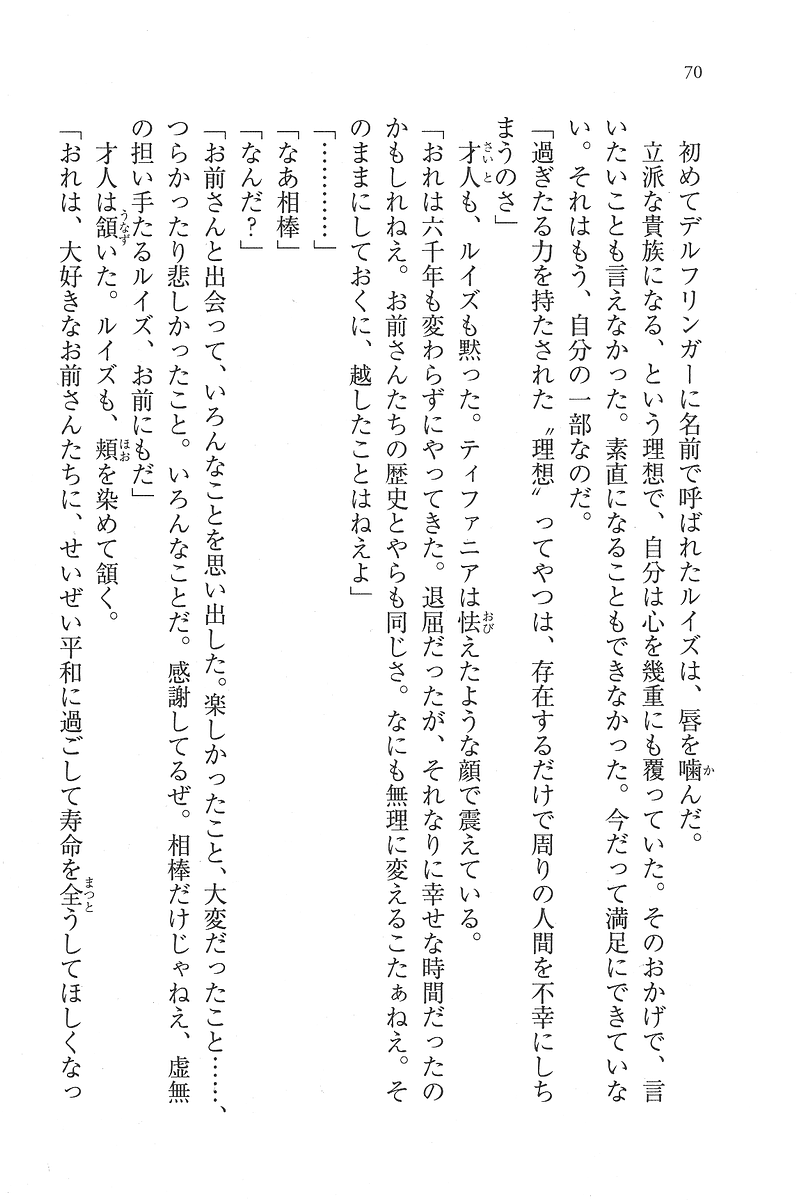 70
初めてデルフリンガーに名前で呼ばれたルイズは、唇を噛んだ。
立派な貴族になる、という理想で、自分は心を幾重にも覆っていた。そのおかげで、言
いたいことも言えなかった。素直になることもできなかった。今だって満足にできていな
い。それはもう、自分の一部なのだ。
「過ぎたる力を持たされた〝理想〟ってやつは、存在するだけで周りの人間を不幸にしち
まうのさ」
才人も、ルイズも黙った。ティファニアは怯えたような顔で震えている。
「おれは六千年も変わらずにやってきた。退屈だったが、それなりに幸せな時間だったの
かもしれねえ。お前さんたちの歴史とやらも同じさ。なにも無理に変えるこたぁねえ。そ
のままにしておくに、越したことはねえよ」
「…………」
「なあ相棒」
「なんだ?」
「お前さんと出会って、いろんなことを思い出した。楽しかったこと、大変だったこと……、
つらかったり悲しかったこと。いろんなことだ。感謝してるぜ。相棒だけじゃねえ、虚無
の担い手たるルイズ、お前にもだ」
才人は頷いた。ルイズも、頬を染めて頷く。
「おれは、大好きなお前さんたちに、せいぜい平和に過ごして寿命を全うしてほしくなっ
か
さいと
おび
うなず
ほお
まっと